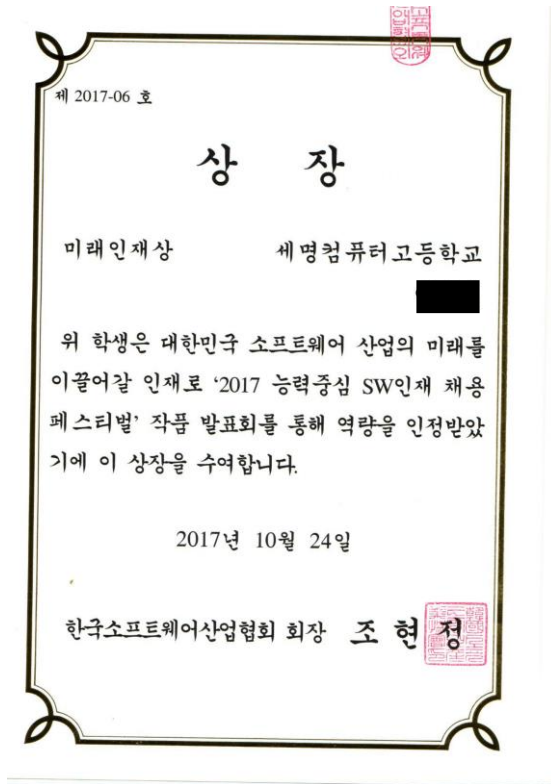 제 2017-06 호
상 장
미래인재상 세명컴퓨터고등학교
위 학생은 대한민국 소프트웨어 산업의 미래를
이끌어갈 인재로 ‘2017 능력중심 SW인재 채용
페스티벌’ 작품 발표회를 통해 역량을 인정받았
기에 이 상장을 수여합니다.
2017년 10월 24일
한국소프트웨어산업협회 회장 조 현 정